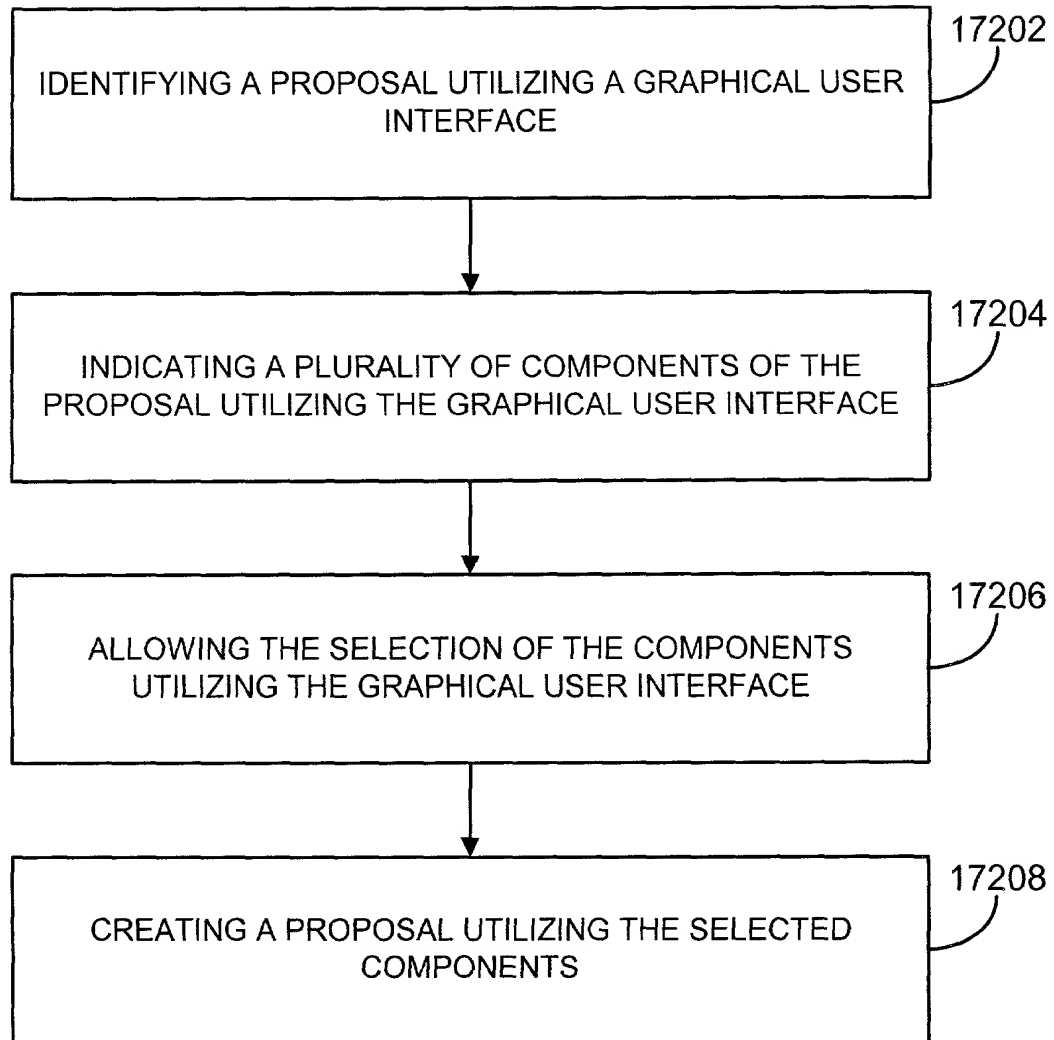 17202
IDENTIFYING A PROPOSAL UTILIZING A GRAPHICAL USER
INTERFACE
17204
INDICATING A PLURALITY OF COMPONENTS OF THE
PROPOSAL UTILIZING THE GRAPHICAL USER INTERFACE
17206
ALLOWING THE SELECTION OF THE COMPONENTS
UTILIZING THE GRAPHICAL USER INTERFACE
17208
CREATING A PROPOSAL UTILIZING THE SELECTED
COMPONENTS